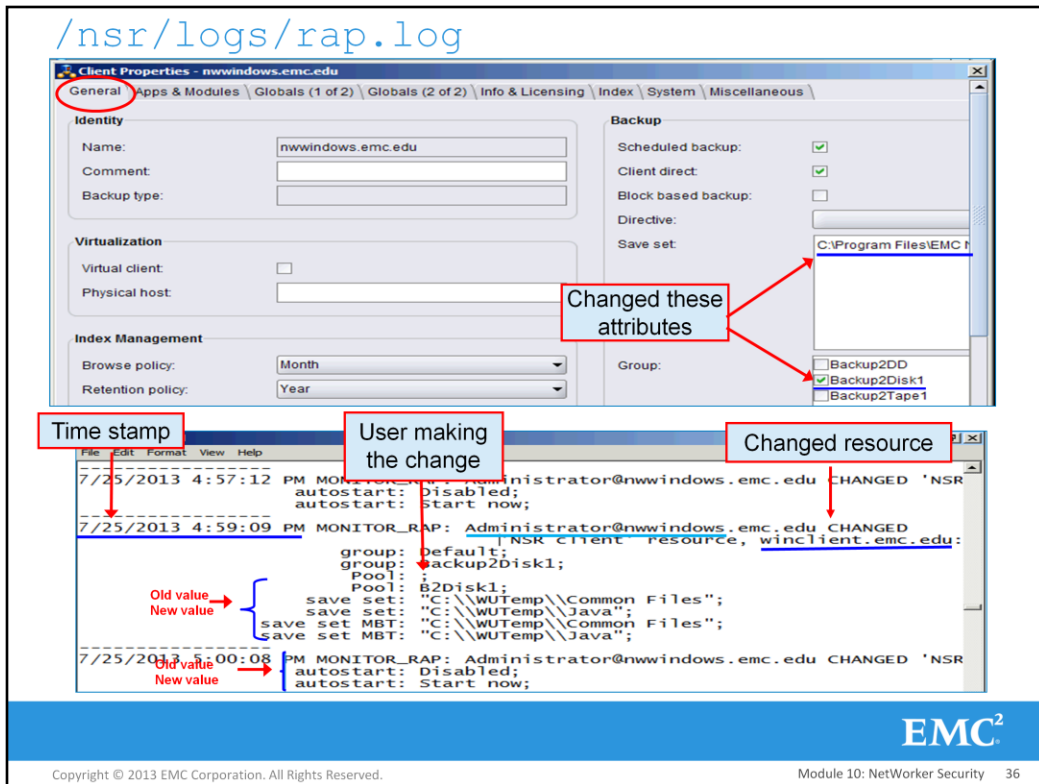 /nsr/logs/rap.log
Client Properties - nwwindows.emc.edu
General Apps & Modules Globals (1 of 2) Globals (2 of 2) Info & Licensing Index System Miscellaneous
Identity
Name: nwwindows.emc.edu
Comment:
Backup type:
Virtualization
Virtual client:
Physical host:
Index Management
Browse policy: Month
Retention policy: Year
Backup
Scheduled backup:
Client direct:
Block based backup:
Directive:
Save set: C:\Program Files\EMC
Group: Backup2DD
Backup2Disk1
Backup2Tape1
Changed these
attributes
Time stamp
User making
the change
Changed resource
File Edit Format View Help
7/25/2013 4:57:12 PM MONITOR_RAP: Administrator@nwwindows.emc.edu CHANGED 'NSR
autostart: Disabled;
autostart: Start now;
7/25/2013 4:59:09 PM MONITOR_RAP: Administrator@nwwindows.emc.edu CHANGED
'NSR client' resource, winclient.emc.edu:
group: Default;
group: Backup2Disk1;
Pool: ;
Pool: B2Disk1;
save set: "C:\\WUTemp\\Common Files";
save set: "C:\\WUTemp\\Java";
save set MBT: "C:\\WUTemp\\Common Files";
save set MBT: "C:\\WUTemp\\Java";
Old value
New value
7/25/2013 5:00:08 PM MONITOR_RAP: Administrator@nwwindows.emc.edu CHANGED 'NSR
autostart: Disabled;
autostart: Start now;
Old value
New value
EMC²
Copyright © 2013 EMC Corporation. All Rights Reserved.
Module 10: NetWorker Security 36